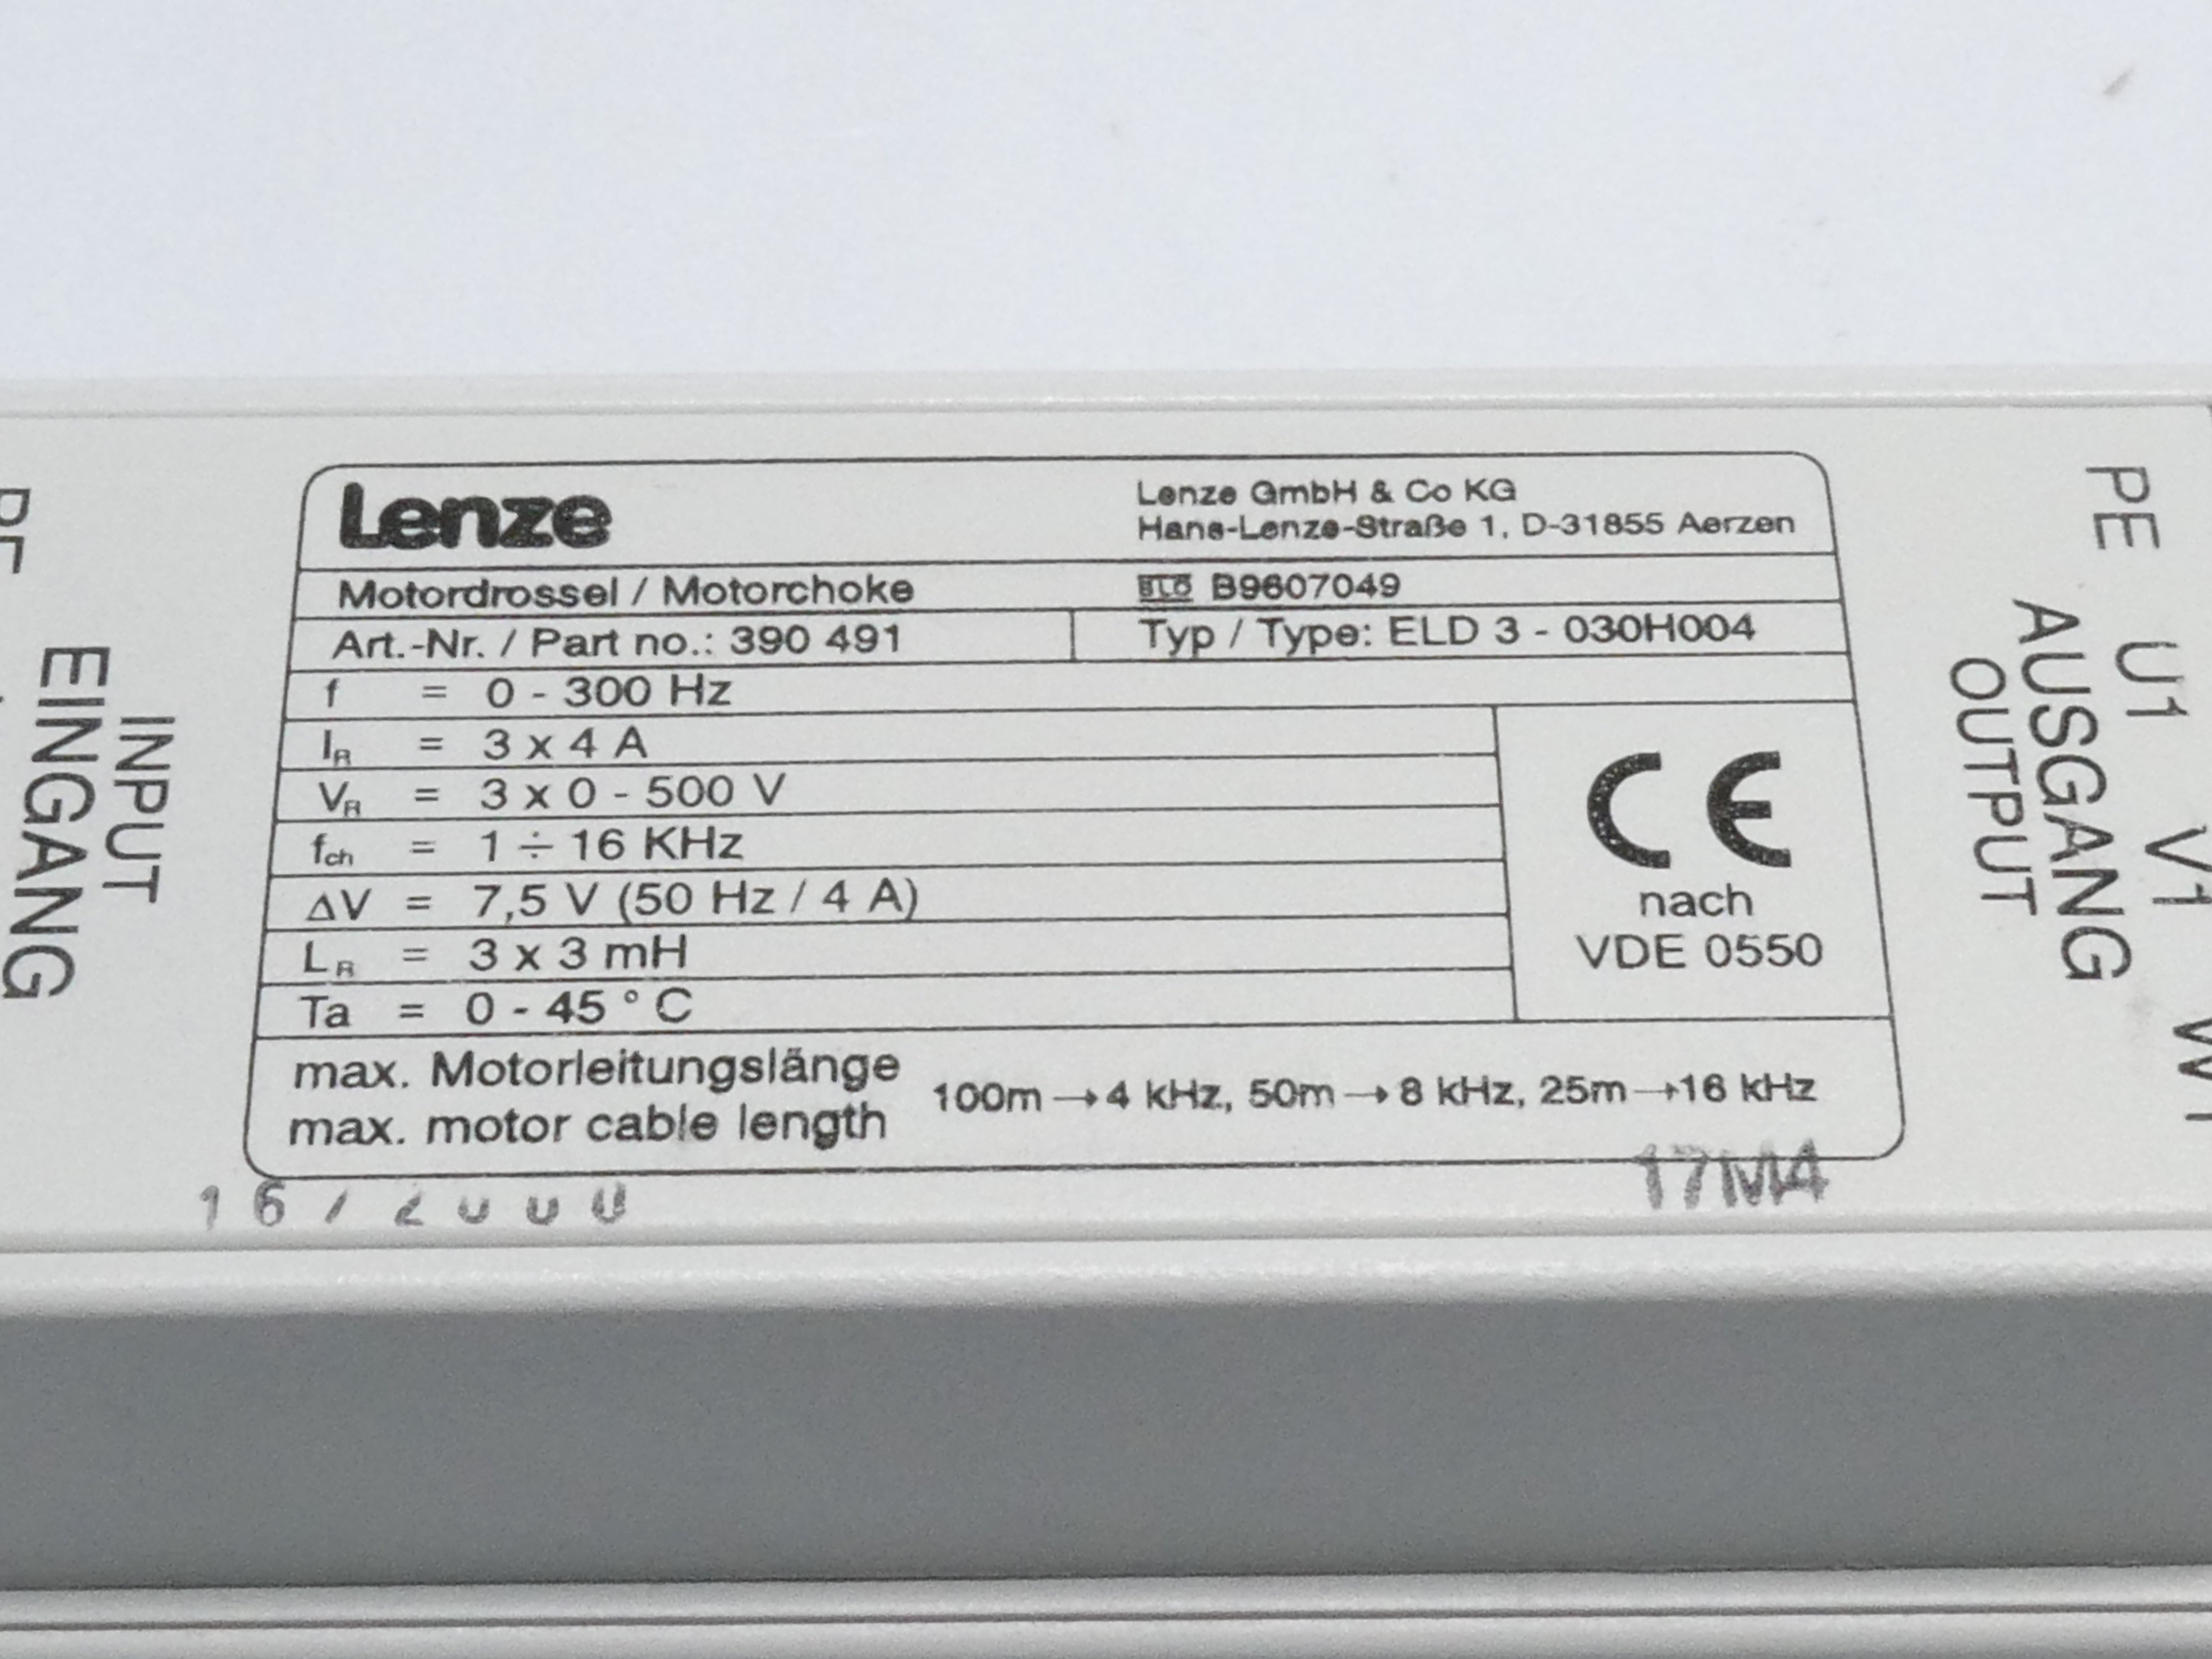 Lenze
Lenze GmbH & Co KG
Hans-Lenze-Straße 1, D-31855 Aerzen
Motordrossel / Motorchoke
BLO B9607049
Art.-Nr. / Part no.: 390 491
Typ / Type: ELD 3 - 030H004
f = 0 - 300 Hz
IR = 3 x 4 A
VR = 3 x 0 - 500 V
fch = 1 ÷ 16 KHz
ΔV = 7,5 V (50 Hz / 4 A)
LR = 3 x 3 mH
Ta = 0 - 45 ° C
CE
nach
VDE 0550
max. Motorleitungslänge
max. motor cable length
100m → 4 kHz, 50m → 8 kHz, 25m → 16 kHz
16/2000
17M4
PE
EINGANG
INPUT
PE U1 V1 W1
AUSGANG
OUTPUT